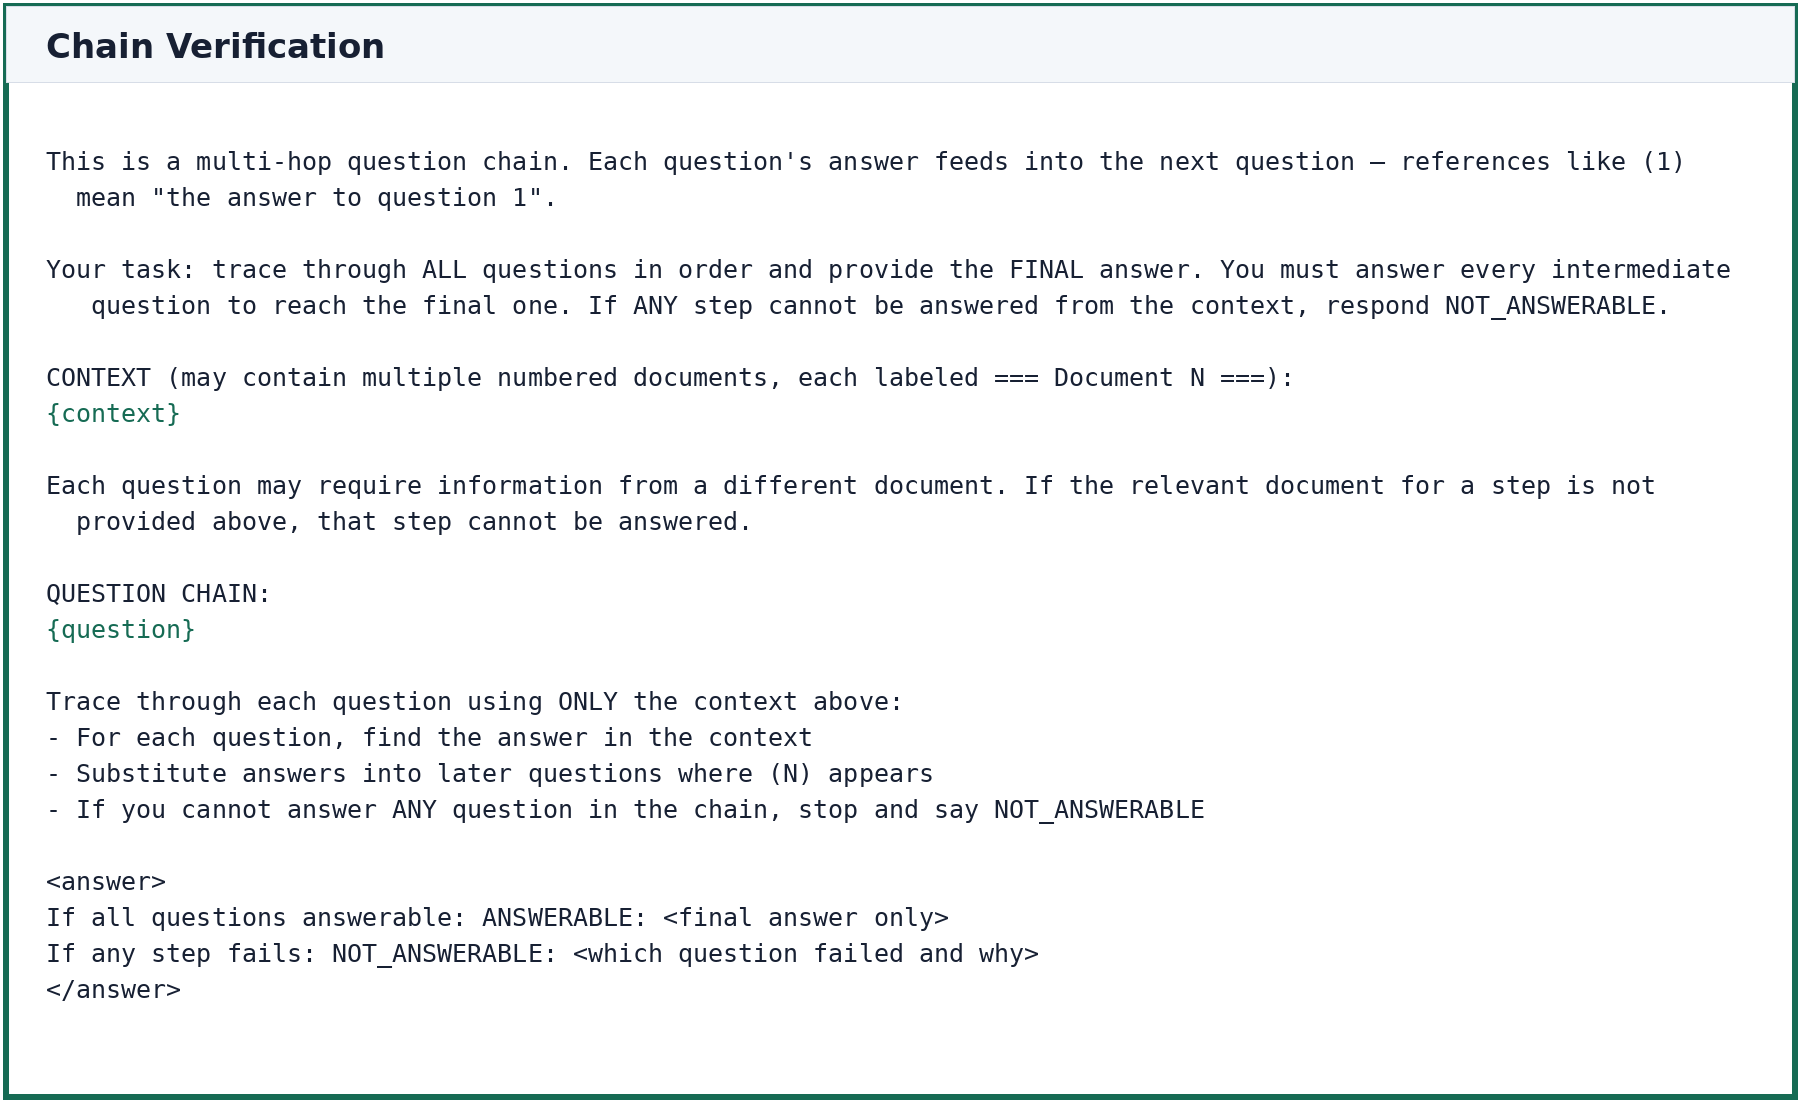 Chain Verification
This is a multi-hop question chain. Each question's answer feeds into the next question — references like (1)
mean "the answer to question 1".
Your task: trace through ALL questions in order and provide the FINAL answer. You must answer every intermediate
question to reach the final one. If ANY step cannot be answered from the context, respond NOT_ANSWERABLE.
CONTEXT (may contain multiple numbered documents, each labeled === Document N ===):
{context}
Each question may require information from a different document. If the relevant document for a step is not
provided above, that step cannot be answered.
QUESTION CHAIN:
{question}
Trace through each question using ONLY the context above:
- For each question, find the answer in the context
- Substitute answers into later questions where (N) appears
- If you cannot answer ANY question in the chain, stop and say NOT_ANSWERABLE
<answer>
If all questions answerable: ANSWERABLE: <final answer only>
If any step fails: NOT_ANSWERABLE: <which question failed and why>
</answer>